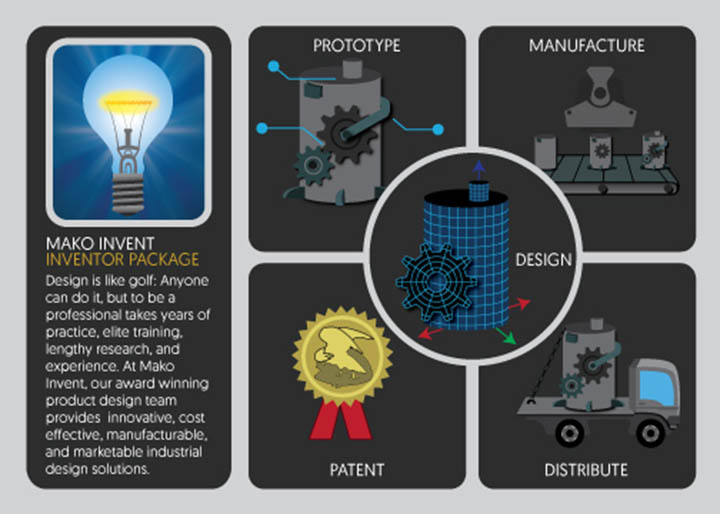 MAKO INVENT
INVENTOR PACKAGE
Design is like golf: Anyone
can do it, but to be a
professional takes years of
practice, elite training,
lengthy research, and
experience. At Mako
Invent, our award winning
product design team
provides innovative, cost
effective, manufacturable,
and marketable industrial
design solutions.
PROTOTYPE
MANUFACTURE
DESIGN
PATENT
DISTRIBUTE